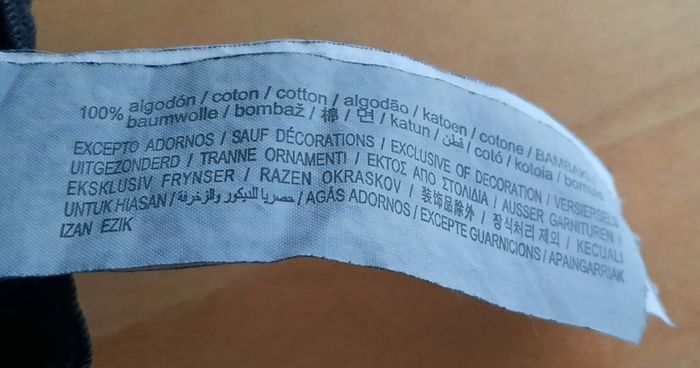 100% algodón / coton / cotton / algodão / katoen / cotone / BAMBAKI /
baumwolle / bombaž / 棉 / 면 / katun / قطن / cotó / kotoia / bomuld
EXCEPTO ADORNOS / SAUF DÉCORATIONS / EXCLUSIVE OF DECORATION / VERSIERSELS
UITGEZONDERD / TRANNE ORNAMENTI / ΕΚΤΟΣ ΑΠΟ ΣΤΟΛΙΔΙΑ / AUSSER GARNITUREN /
EKSKLUSIV FRYNSER / RAZEN OKRASKOV / 装饰品除外 / 장식처리 제외 / KECUALI
UNTUK HIASAN / حصريا للديكور والزخرفة / AGÁS ADORNOS / EXCEPTE GUARNICIONS / APAINGARRIAK
IZAN EZIK